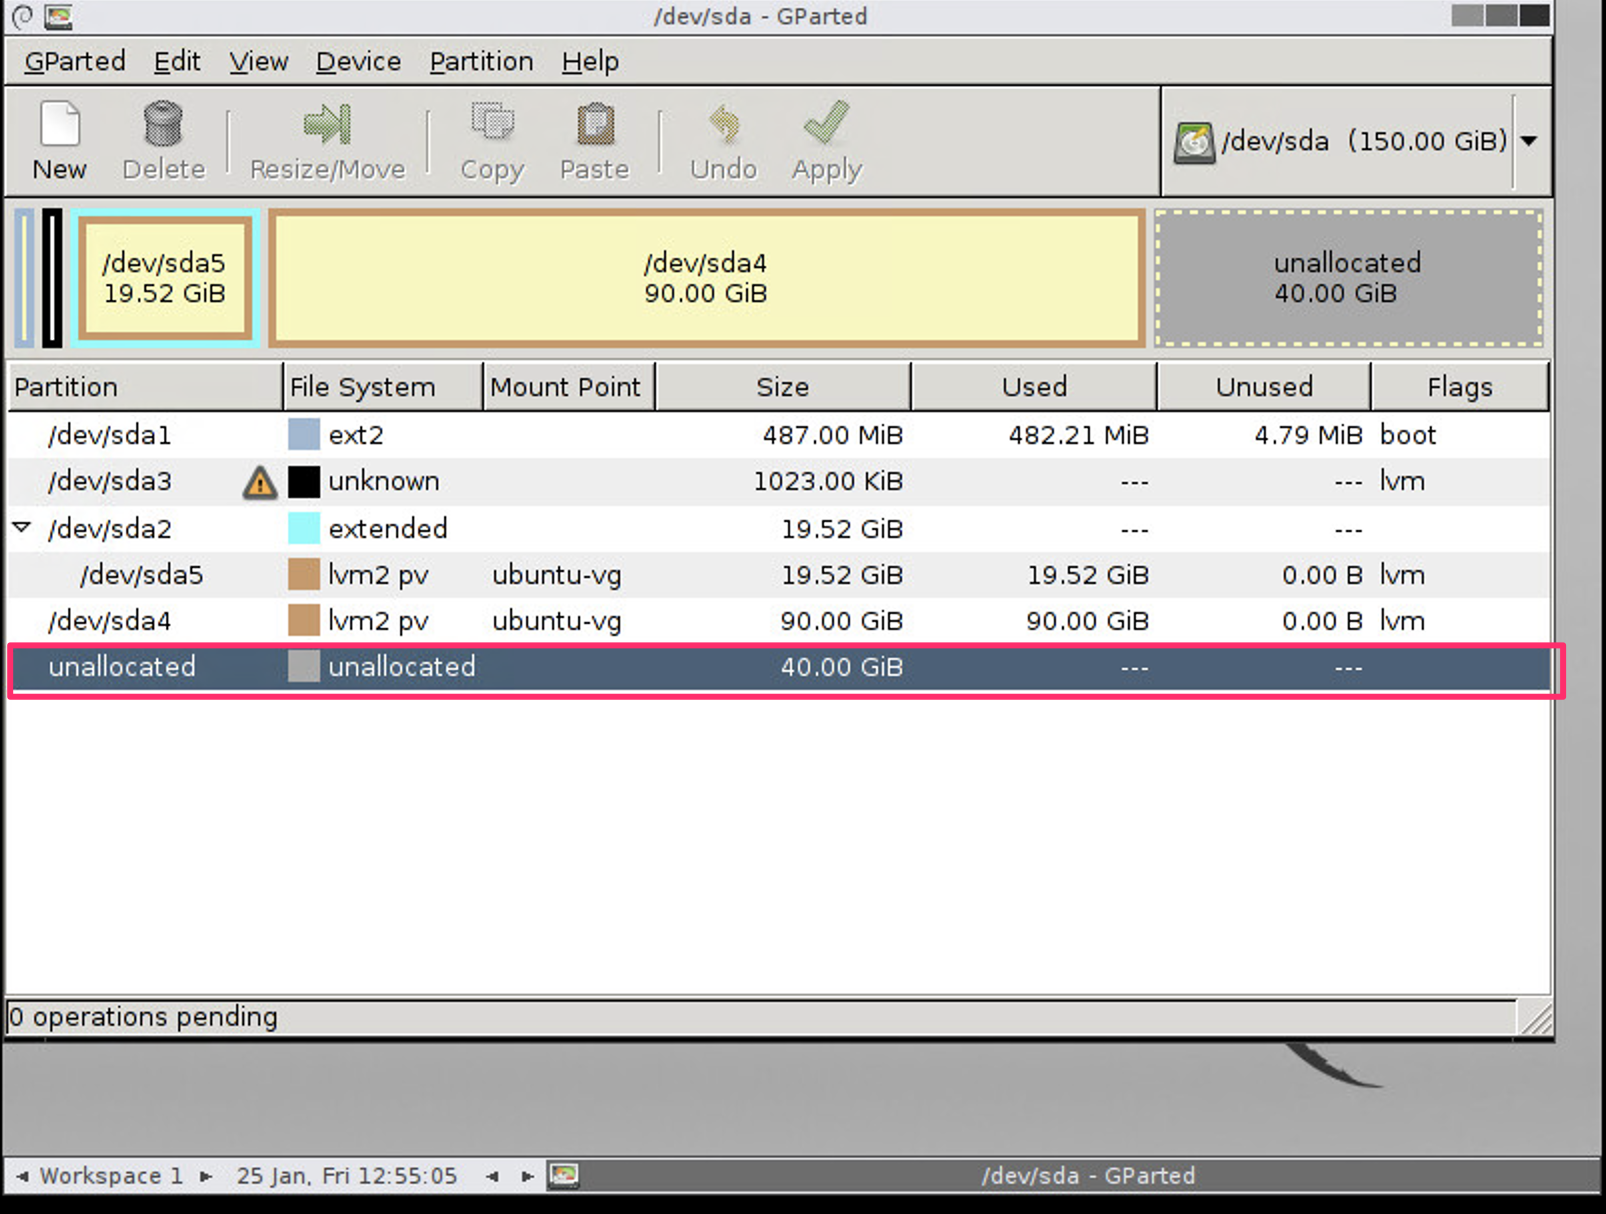 /dev/sda - GParted
GParted Edit View Device Partition Help
New Delete Resize/Move Copy Paste Undo Apply /dev/sda (150.00 GiB)
/dev/sda5
19.52 GiB
/dev/sda4
90.00 GiB
unallocated
40.00 GiB
Partition File System Mount Point Size Used Unused Flags
/dev/sda1 ext2 487.00 MiB 482.21 MiB 4.79 MiB boot
/dev/sda3 unknown 1023.00 KiB --- --- lvm
/dev/sda2 extended 19.52 GiB --- ---
/dev/sda5 lvm2 pv ubuntu-vg 19.52 GiB 19.52 GiB 0.00 B lvm
/dev/sda4 lvm2 pv ubuntu-vg 90.00 GiB 90.00 GiB 0.00 B lvm
unallocated unallocated 40.00 GiB --- ---
0 operations pending
Workspace 1 25 Jan, Fri 12:55:05 /dev/sda - GParted